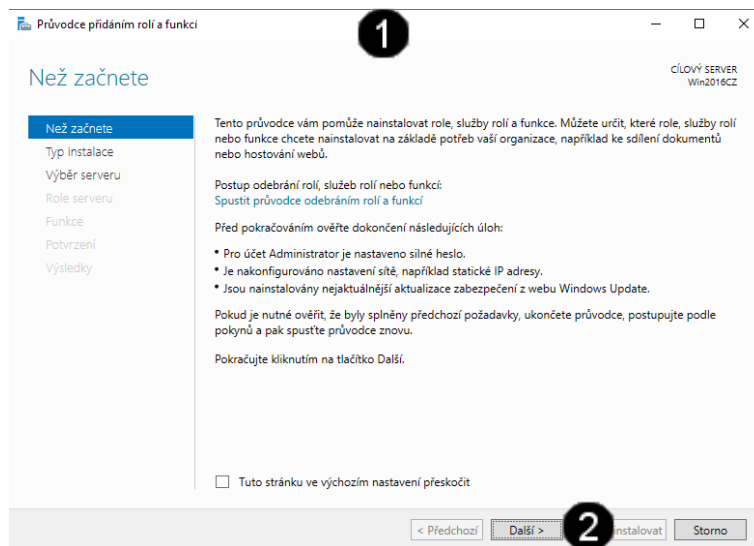 Průvodce přidáním rolí a funkcí
1
Než začnete
CÍLOVÝ SERVER
Win2016CZ
Než začnete
Typ instalace
Výběr serveru
Role serveru
Funkce
Potvrzení
Výsledky
Tento průvodce vám pomůže nainstalovat role, služby rolí a funkce. Můžete určit, které role, služby rolí
nebo funkce chcete nainstalovat na základě potřeb vaší organizace, například ke sdílení dokumentů
nebo hostování webů.
Postup odebrání rolí, služeb rolí nebo funkcí:
Spustit průvodce odebráním rolí a funkcí
Před pokračováním ověřte dokončení následujících úloh:
• Pro účet Administrator je nastaveno silné heslo.
• Je nakonfigurováno nastavení sítě, například statické IP adresy.
• Jsou nainstalovány nejaktuálnější aktualizace zabezpečení z webu Windows Update.
Pokud je nutné ověřit, že byly splněny předchozí požadavky, ukončete průvodce, postupujte podle
pokynů a pak spusťte průvodce znovu.
Pokračujte kliknutím na tlačítko Další.
Tuto stránku ve výchozím nastavení přeskočit
< Předchozí
Další >
2
nstalovat
Storno